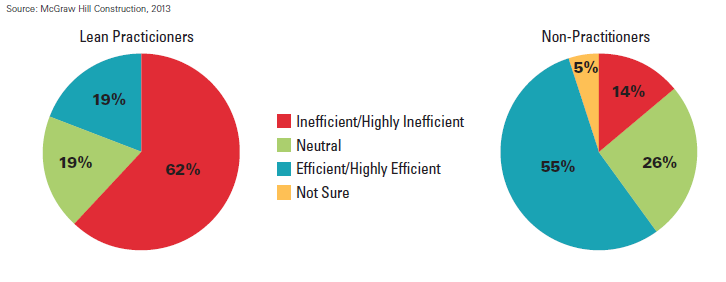 Source: McGraw Hill Construction, 2013
Lean Practicioners
Non-Practitioners
19%
19%
62%
Inefficient/Highly Inefficient
Neutral
Efficient/Highly Efficient
Not Sure
5%
14%
55%
26%